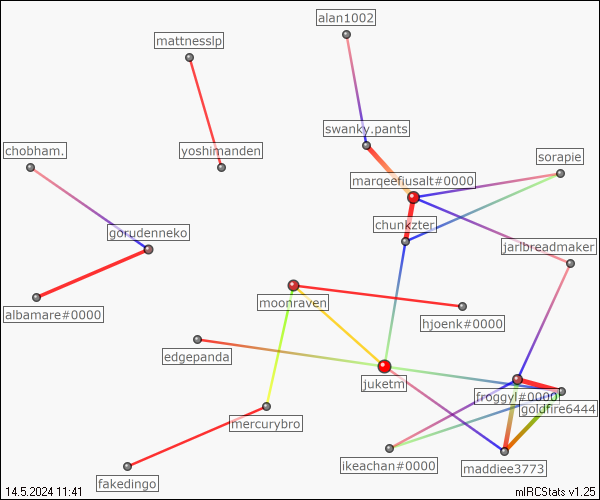 alan1002
mattnesslp
swanky.pants
chobham.
yoshimanden
sorapie
marqeefiusalt#0000
chunkzter
gorudenneko
jarlbreadmaker
moonraven
albamare#0000
hjoenk#0000
edgepanda
juketm
froggyl#0000
goldfire6444
mercurybro
ikeachan#0000
maddiee3773
fakedingo
14.5.2024 11:41
mIRCStats v1.25